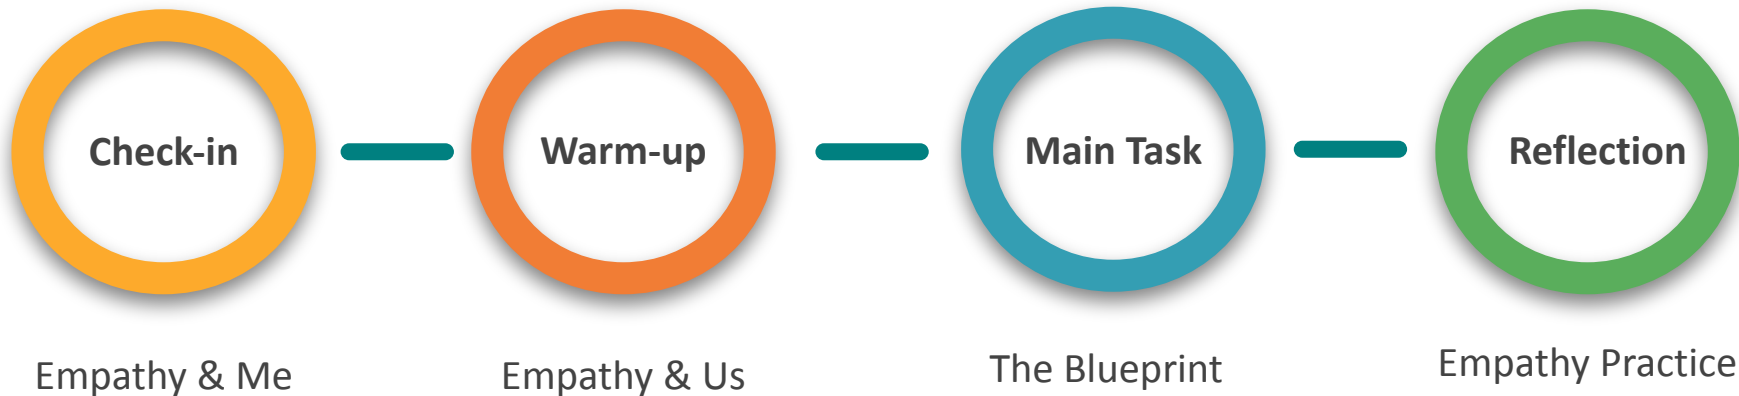 Check-in
Warm-up
Main Task
Reflection
Empathy & Me
Empathy & Us
The Blueprint
Empathy Practice